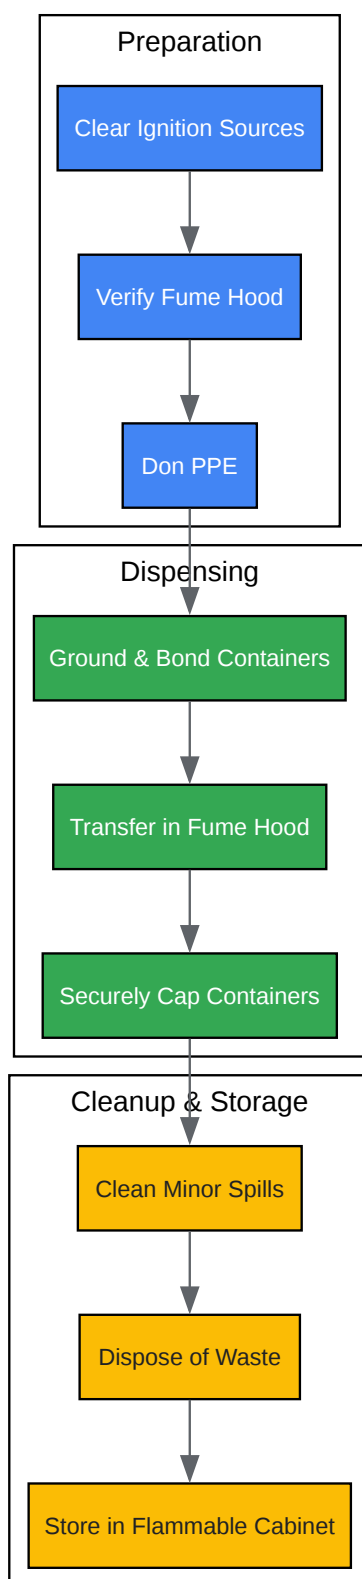 Preparation
Clear Ignition Sources
Verify Fume Hood
Don PPE
Dispensing
Ground & Bond Containers
Transfer in Fume Hood
Securely Cap Containers
Cleanup & Storage
Clean Minor Spills
Dispose of Waste
Store in Flammable Cabinet